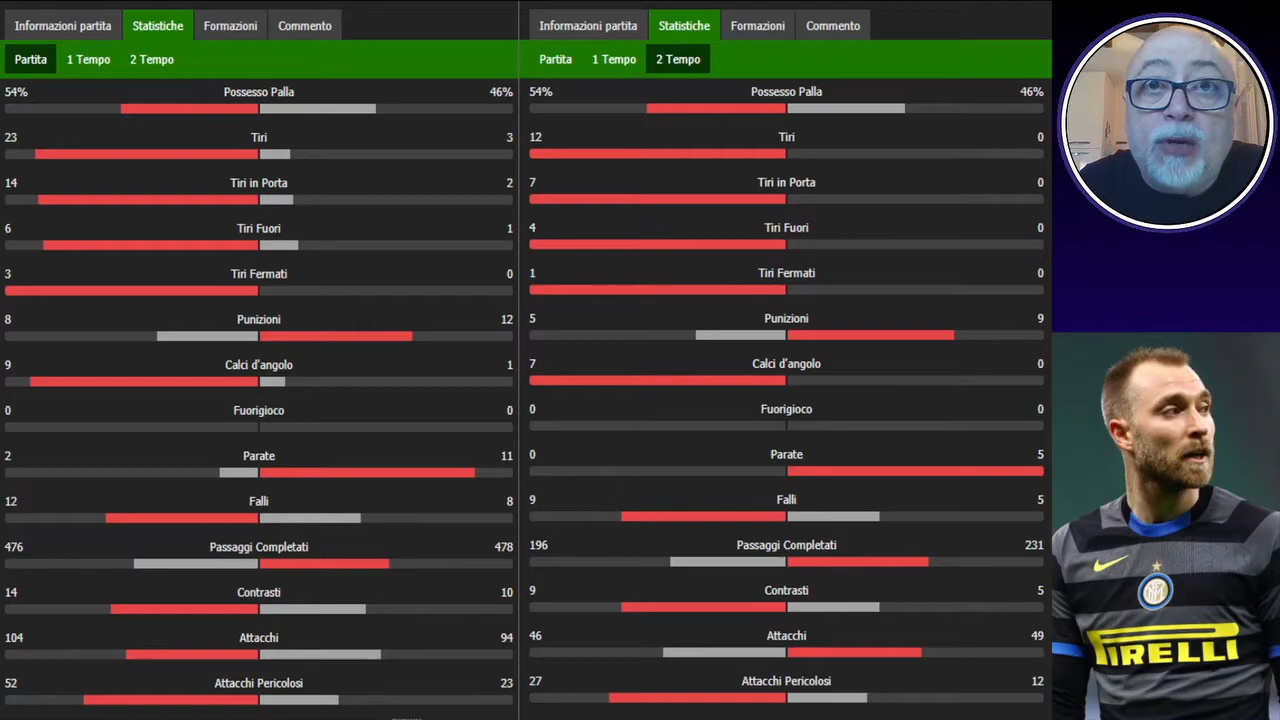 Informazioni partita Statistiche Formazioni Commento
Partita 1 Tempo 2 Tempo
54% Possesso Palla 46%
23 Tiri 3
14 Tiri in Porta 2
6 Tiri Fuori 1
3 Tiri Fermati 0
8 Punizioni 12
9 Calci d'angolo 1
0 Fuorigioco 0
2 Parate 11
12 Falli 8
476 Passaggi Completati 478
14 Contrasti 10
104 Attacchi 94
52 Attacchi Pericolosi 23
Informazioni partita Statistiche Formazioni Commento
Partita 1 Tempo 2 Tempo
54% Possesso Palla 46%
12 Tiri 0
7 Tiri in Porta 0
4 Tiri Fuori 0
1 Tiri Fermati 0
5 Punizioni 9
7 Calci d'angolo 0
0 Fuorigioco 0
0 Parate 5
9 Falli 5
196 Passaggi Completati 231
9 Contrasti 5
46 Attacchi 49
27 Attacchi Pericolosi 12
PIRELLI